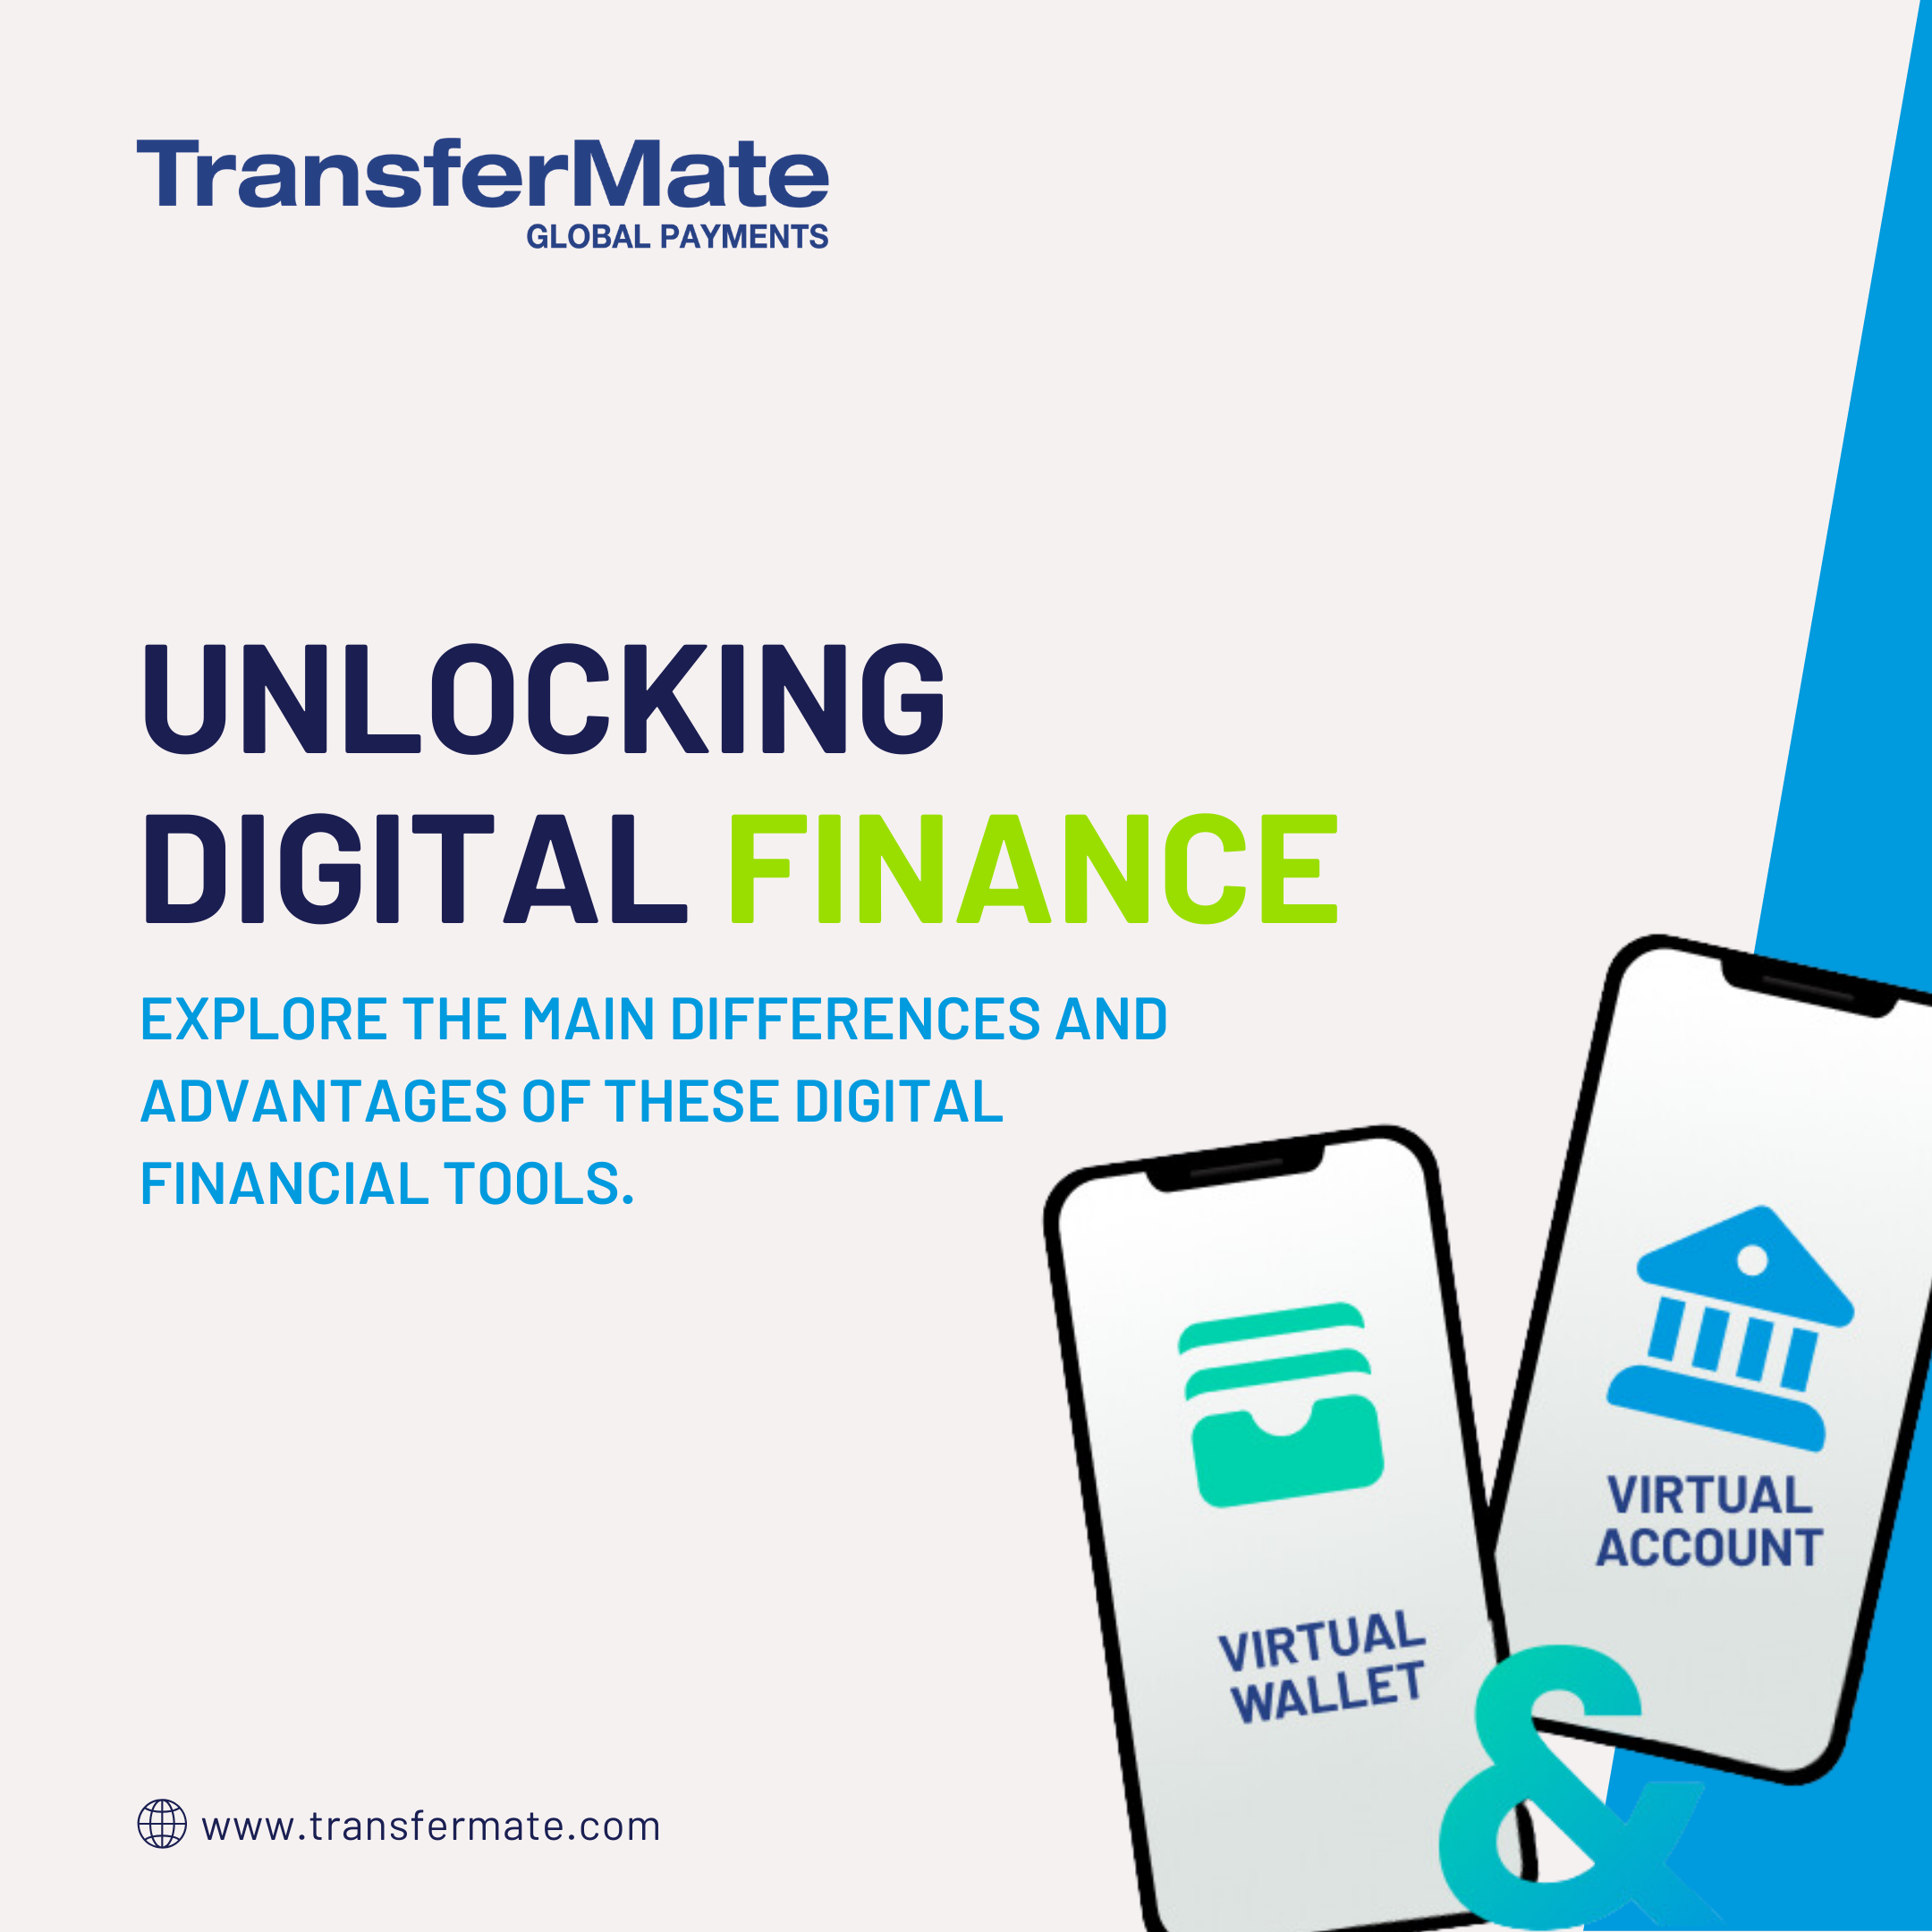 TransferMate
GLOBAL PAYMENTS
UNLOCKING
DIGITAL FINANCE
EXPLORE THE MAIN DIFFERENCES AND
ADVANTAGES OF THESE DIGITAL
FINANCIAL TOOLS.
VIRTUAL
WALLET
&
VIRTUAL
ACCOUNT
www.transfermate.com